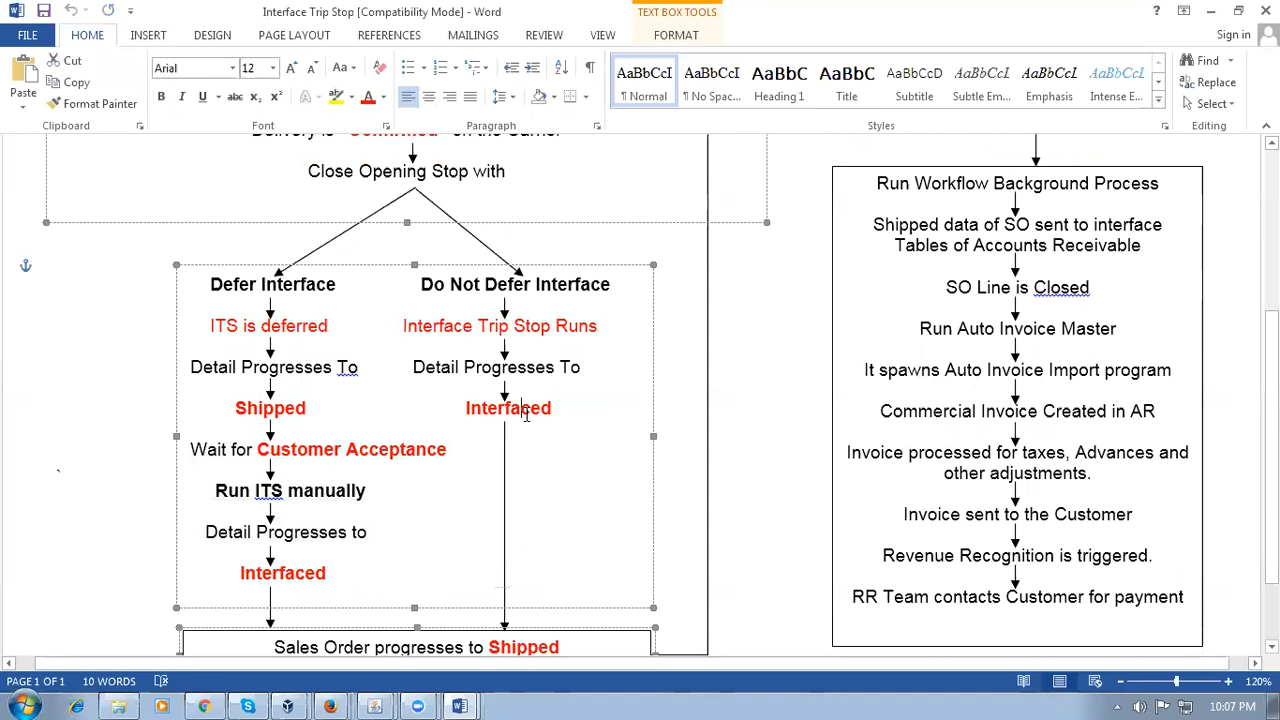 Interface Trip Stop [Compatibility Mode] - Word
TEXT BOX TOOLS
?
FILE
HOME
INSERT
DESIGN
PAGE LAYOUT
REFERENCES
MAILINGS
REVIEW
VIEW
FORMAT
Sign in
Paste
Cut
Copy
Format Painter
Clipboard
Arial
12
Font
Paragraph
AaBbCcI
¶ Normal
AaBbCcI
¶ No Spac...
AaBbC
Heading 1
AaBbC
Title
AaBbCcD
Subtitle
AaBbCcI
Subtle Em...
AaBbCcI
Emphasis
AaBbCcI
Intense E...
Styles
Find
Replace
Select
Editing
Close Opening Stop with
Defer Interface
ITS is deferred
Detail Progresses To
Shipped
Wait for Customer Acceptance
Run ITS manually
Detail Progresses to
Interfaced
Do Not Defer Interface
Interface Trip Stop Runs
Detail Progresses To
Interfaced
Sales Order progresses to Shipped
Run Workflow Background Process
Shipped data of SO sent to interface
Tables of Accounts Receivable
SO Line is Closed
Run Auto Invoice Master
It spawns Auto Invoice Import program
Commercial Invoice Created in AR
Invoice processed for taxes, Advances and
other adjustments.
Invoice sent to the Customer
Revenue Recognition is triggered.
RR Team contacts Customer for payment
PAGE 1 OF 1
10 WORDS
120%
10:07 PM